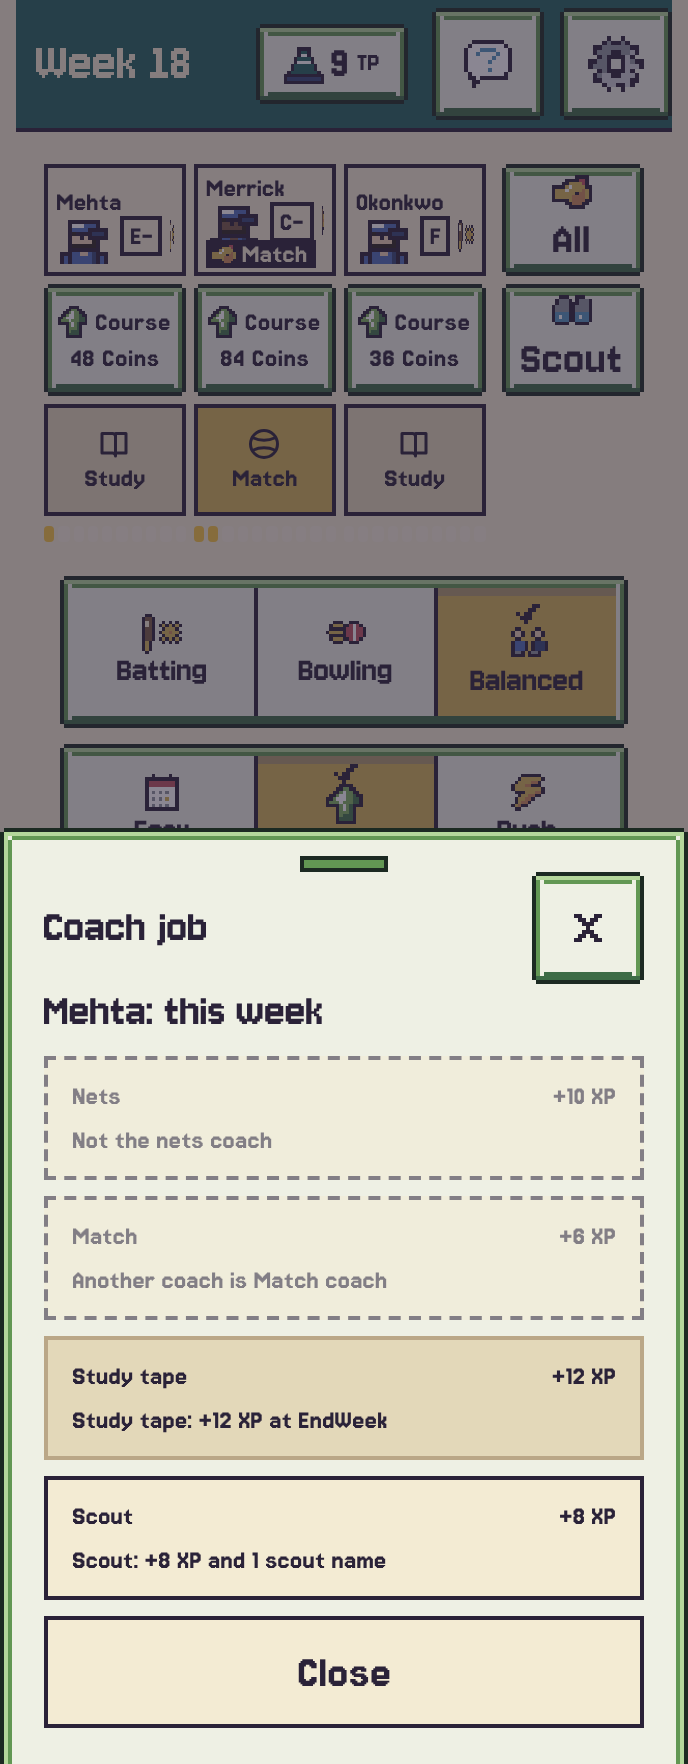 Week 18
9 TP
?
Mehta
E-
Merrick
C-
Match
Okonkwo
F
All
Course
48 Coins
Course
84 Coins
Course
36 Coins
Scout
Study
Match
Study
Batting
Bowling
Balanced
Coach job
X
Mehta: this week
Nets +10 XP
Not the nets coach
Match +6 XP
Another coach is Match coach
Study tape +12 XP
Study tape: +12 XP at EndWeek
Scout +8 XP
Scout: +8 XP and 1 scout name
Close